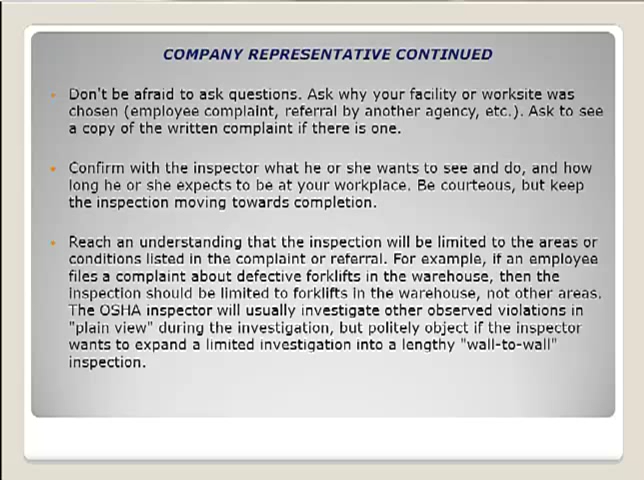 COMPANY REPRESENTATIVE CONTINUED
Don't be afraid to ask questions. Ask why your facility or worksite was
chosen (employee complaint, referral by another agency, etc.). Ask to see
a copy of the written complaint if there is one.
Confirm with the inspector what he or she wants to see and do, and how
long he or she expects to be at your workplace. Be courteous, but keep
the inspection moving towards completion.
Reach an understanding that the inspection will be limited to the areas or
conditions listed in the complaint or referral. For example, if an employee
files a complaint about defective forklifts in the warehouse, then the
inspection should be limited to forklifts in the warehouse, not other areas.
The OSHA inspector will usually investigate other observed violations in
"plain view" during the investigation, but politely object if the inspector
wants to expand a limited investigation into a lengthy "wall-to-wall"
inspection.